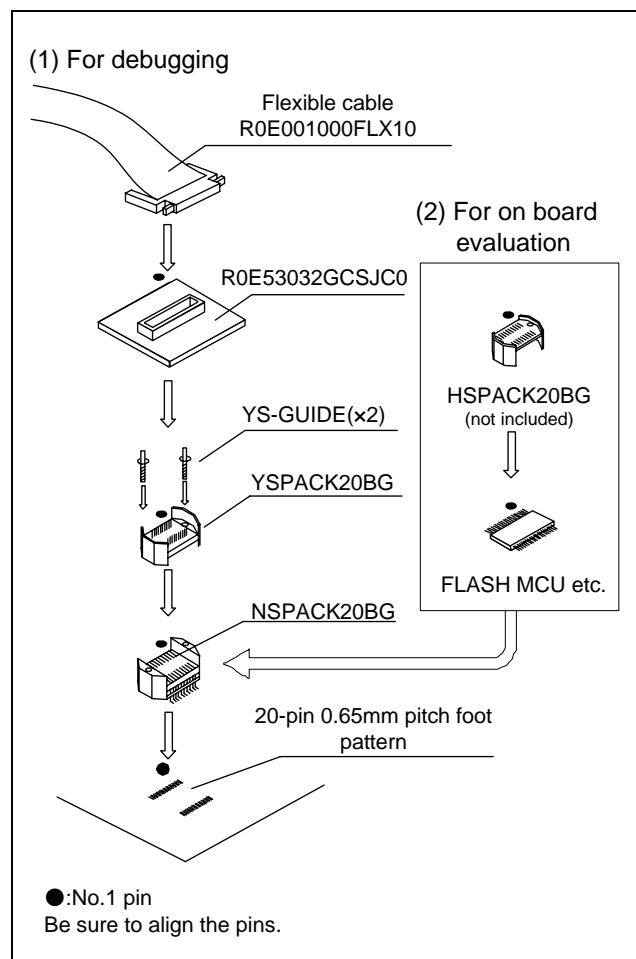 (1) For debugging
Flexible cable
R0E001000FLX10
R0E53032GCSJC0
YS-GUIDE(×2)
YSPACK20BG
NSPACK20BG
20-pin 0.65mm pitch foot
pattern
(2) For on board
evaluation
HSPACK20BG
(not included)
FLASH MCU etc.
●:No.1 pin
Be sure to align the pins.